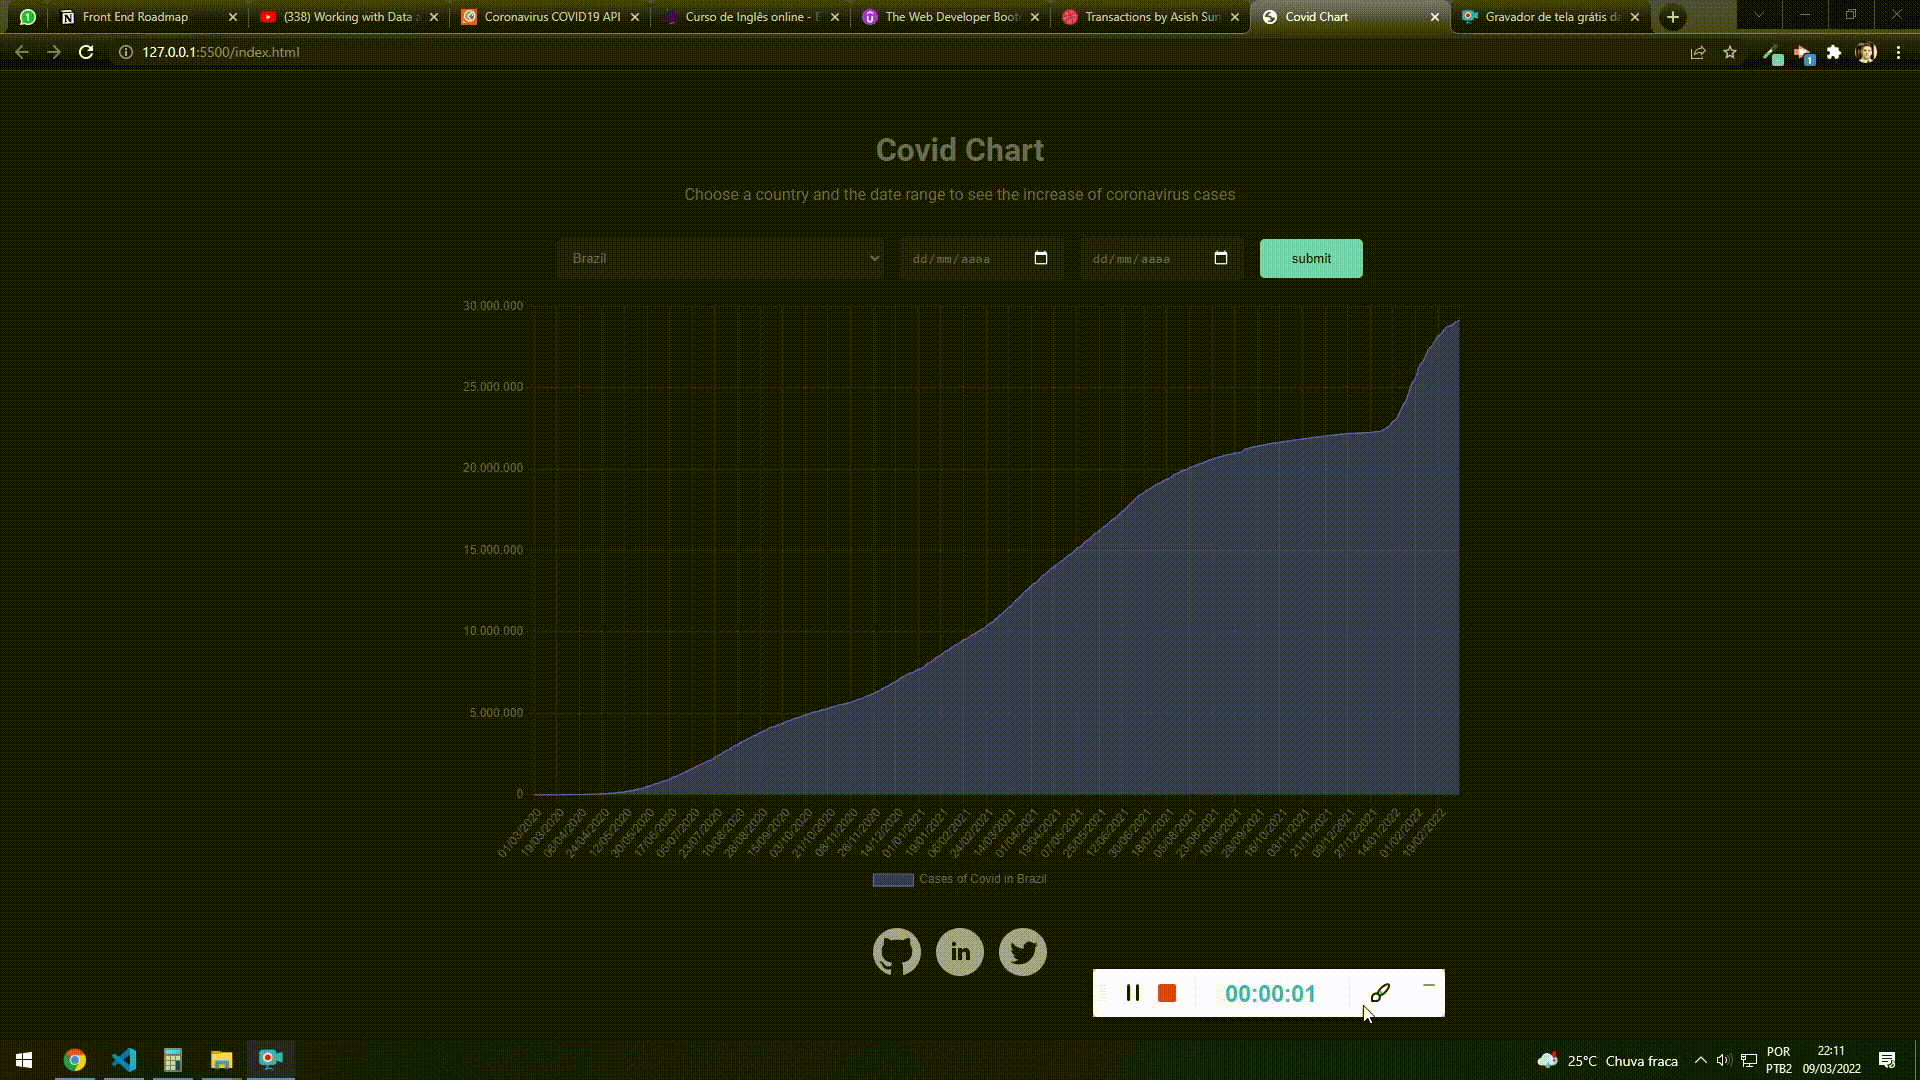 Front End Roadmap
(338) Working with Data a
Coronavirus COVID19 API
Curso de Inglês online - E
The Web Developer Boot
Transactions by Asish Sun
Covid Chart
Gravador de tela grátis da
127.0.0.1:5500/index.html
1
Covid Chart
Choose a country and the date range to see the increase of coronavirus cases
Brazil
dd/mm/aaaa
dd/mm/aaaa
submit
30.000.000
25.000.000
20.000.000
15.000.000
10.000.000
5.000.000
0
01/03/2020
19/03/2020
06/04/2020
24/04/2020
12/05/2020
30/05/2020
17/06/2020
05/07/2020
23/07/2020
10/08/2020
28/08/2020
15/09/2020
03/10/2020
21/10/2020
08/11/2020
26/11/2020
14/12/2020
01/01/2021
19/01/2021
06/02/2021
24/02/2021
14/03/2021
01/04/2021
19/04/2021
07/05/2021
25/05/2021
12/06/2021
30/06/2021
18/07/2021
05/08/2021
23/08/2021
10/09/2021
28/09/2021
16/10/2021
03/11/2021
21/11/2021
09/12/2021
27/12/2021
14/01/2022
01/02/2022
19/02/2022
Cases of Covid in Brazil
in
00:00:01
25°C Chuva fraca
POR
PTB2
22:11
09/03/2022